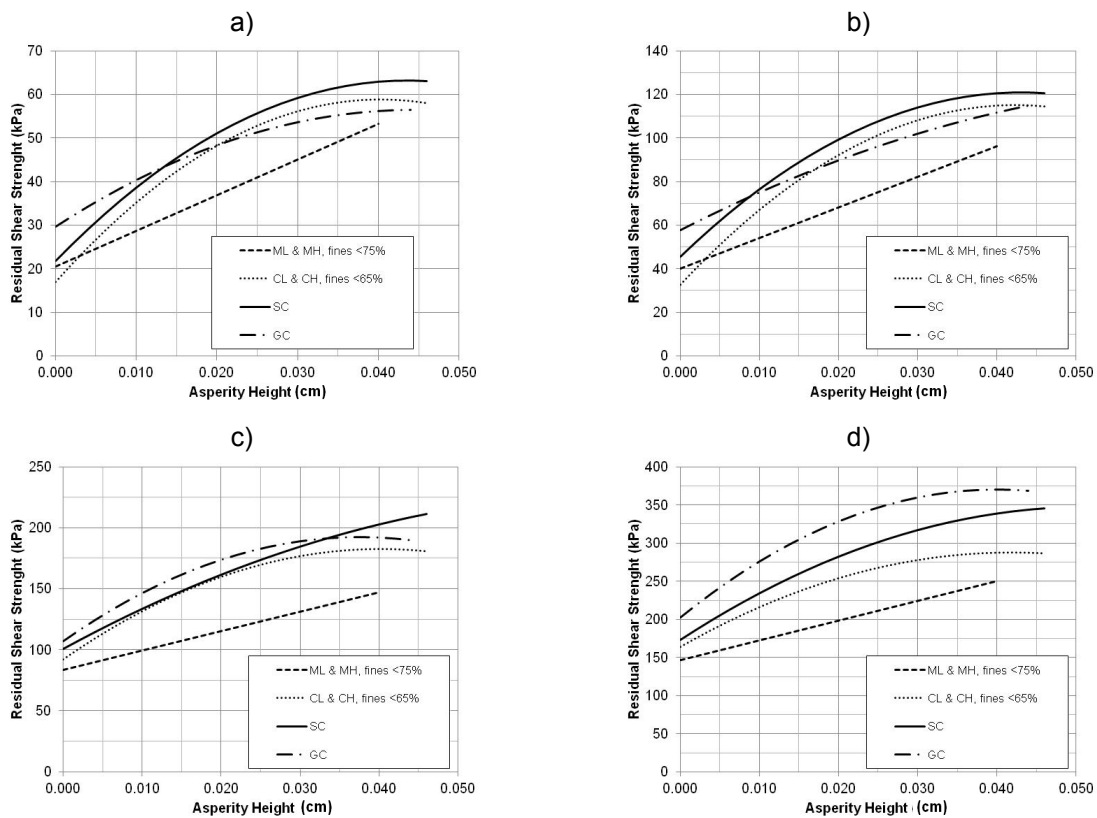 a)
70
60
50
40
30
20
10
0
Residual Shear Strenght (kPa)
ML & MH, fines <75%
CL & CH, fines <65%
SC
GC
0.000 0.010 0.020 0.030 0.040 0.050
Asperity Height (cm)
b)
140
120
100
80
60
40
20
0
Residual Shear Strenght (kPa)
ML & MH, fines <75%
CL & CH, fines <65%
SC
GC
0.000 0.010 0.020 0.030 0.040 0.050
Asperity Height (cm)
c)
250
200
150
100
50
0
Residual Shear Strenght (kPa)
ML & MH, fines <75%
CL & CH, fines <65%
SC
GC
0.000 0.010 0.020 0.030 0.040 0.050
Asperity Height (cm)
d)
400
350
300
250
200
150
100
50
0
Residual Shear Strenght (kPa)
ML & MH, fines <75%
CL & CH, fines <65%
SC
GC
0.000 0.010 0.020 0.030 0.040 0.050
Asperity Height (cm)